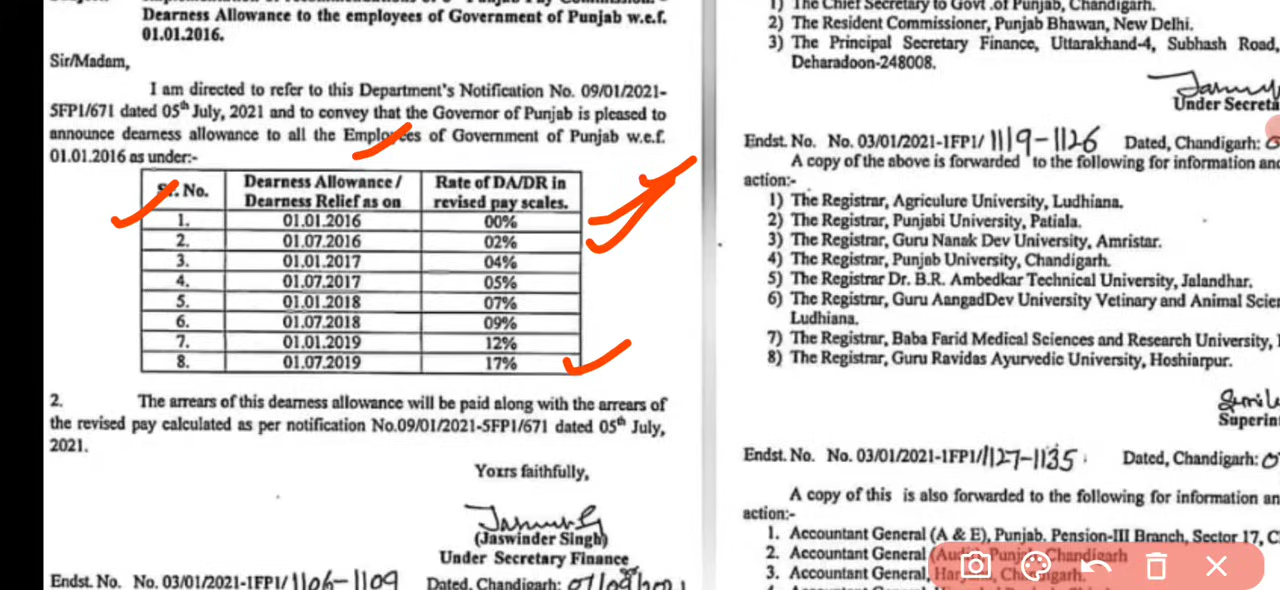 Dearness Allowance to the employees of Government of Punjab w.e.f.
01.01.2016.
Sir/Madam,
I am directed to refer to this Department's Notification No. 09/01/2021-
5FP1/671 dated 05th July, 2021 and to convey that the Governor of Punjab is pleased to
announce dearness allowance to all the Employees of Government of Punjab w.e.f.
01.01.2016 as under:-
Sr. No. Dearness Allowance / Dearness Relief as on Rate of DA/DR in revised pay scales.
1. 01.01.2016 00%
2. 01.07.2016 02%
3. 01.01.2017 04%
4. 01.07.2017 05%
5. 01.01.2018 07%
6. 01.07.2018 09%
7. 01.01.2019 12%
8. 01.07.2019 17%
2. The arrears of this dearness allowance will be paid along with the arrears of
the revised pay calculated as per notification No.09/01/2021-5FP1/671 dated 05th July,
2021.
Yours faithfully,
(Jaswinder Singh)
Under Secretary Finance
Endst. No. No. 03/01/2021-1FP1/ 1106-1109 Dated, Chandigarh:
1) The Chief Secretary to Govt .of Punjab, Chandigarh.
2) The Resident Commissioner, Punjab Bhawan, New Delhi.
3) The Principal Secretary Finance, Uttarakhand-4, Subhash Road,
Deharadoon-248008.
Under Secreta
Endst. No. No. 03/01/2021-1FP1/ 1119-1126 Dated, Chandigarh:
A copy of the above is forwarded to the following for information and
action:-
1) The Registrar, Agriculure University, Ludhiana.
2) The Registrar, Punjabi University, Patiala.
3) The Registrar, Guru Nanak Dev University, Amristar.
4) The Registrar, Punjab University, Chandigarh.
5) The Registrar Dr. B.R. Ambedkar Technical University, Jalandhar.
6) The Registrar, Guru AangadDev University Vetinary and Animal Scien
Ludhiana.
7) The Registrar, Baba Farid Medical Sciences and Research University,
8) The Registrar, Guru Ravidas Ayurvedic University, Hoshiarpur.
Superin
Endst. No. No. 03/01/2021-1FP1/1127-1135 Dated, Chandigarh:
A copy of this is also forwarded to the following for information an
action:-
1. Accountant General (A & E), Punjab. Pension-III Branch, Sector 17, C
2. Accountant General (Audit), Punjab, Chandigarh
3. Accountant General, Haryana, Chandigarh.